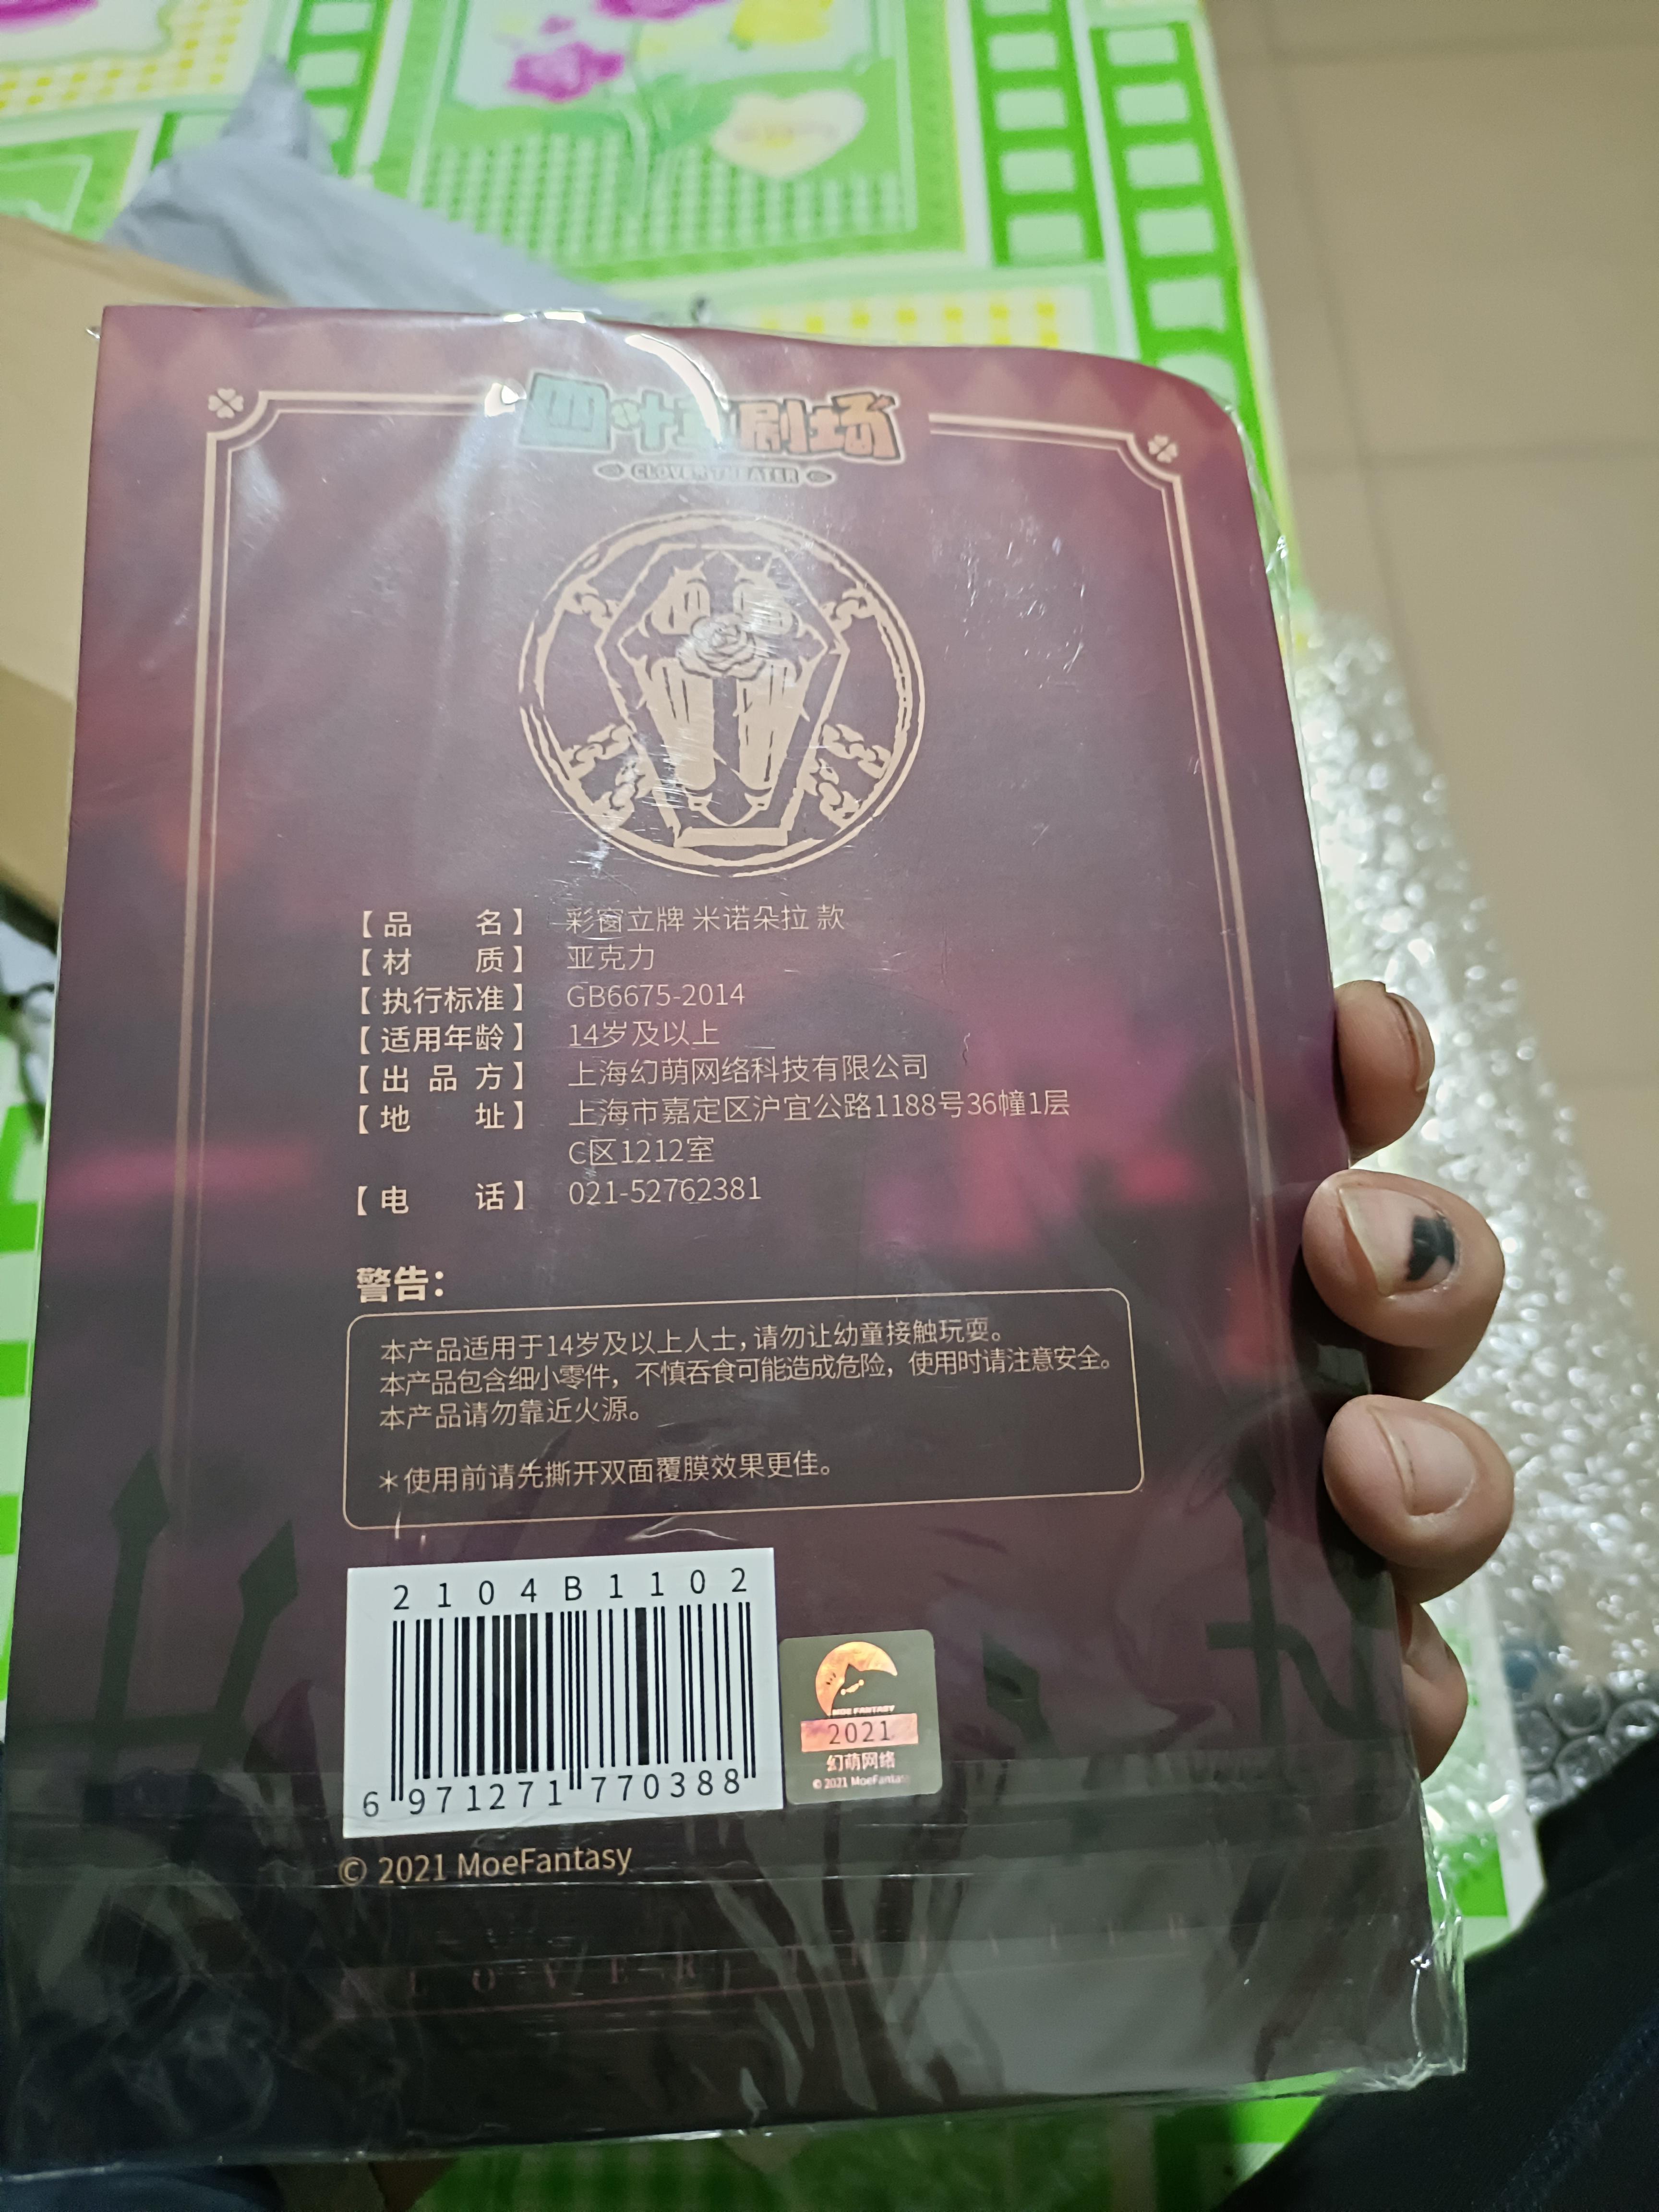 四叶草剧场
CLOVER THEATER
【品名】 彩窗立牌 米诺朵拉 款
【材质】 亚克力
【执行标准】 GB6675-2014
【适用年龄】 14岁及以上
【出品方】 上海幻萌网络科技有限公司
【地址】 上海市嘉定区沪宜公路1188号36幢1层
C区1212室
【电话】 021-52762381
警告：
本产品适用于14岁及以上人士，请勿让幼童接触玩耍。
本产品包含细小零件，不慎吞食可能造成危险，使用时请注意安全。
本产品请勿靠近火源。
＊使用前请先撕开双面覆膜效果更佳。
2104B1102
6 971271 770388
MOE FANTASY
2021
幻萌网络
© 2021 MoeFantasy
© 2021 MoeFantasy
CLOVER THEATER